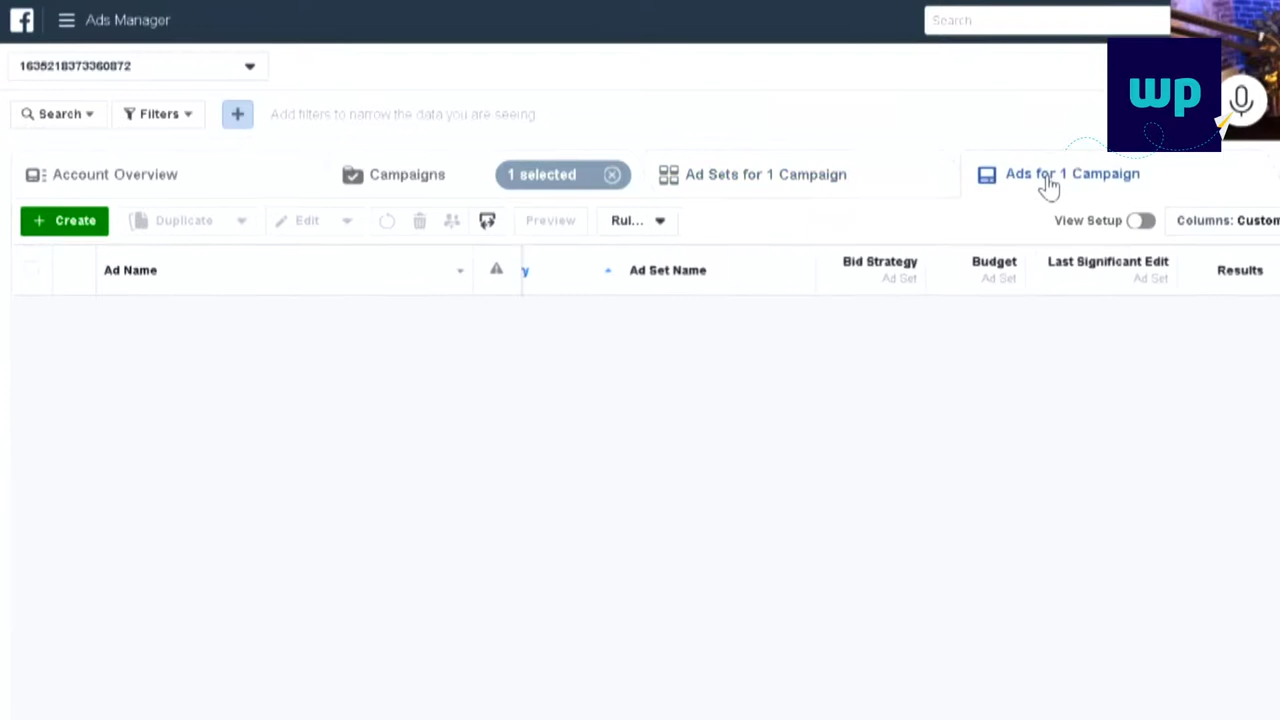 Ads Manager
Search
1635218373360872
Search
Filters
Add filters to narrow the data you are seeing
wp
Account Overview
Campaigns
1 selected
Ad Sets for 1 Campaign
Ads for 1 Campaign
+ Create
Duplicate
Edit
Preview
Rul...
View Setup
Columns: Custom
Ad Name
y
Ad Set Name
Bid Strategy
Ad Set
Budget
Ad Set
Last Significant Edit
Ad Set
Results